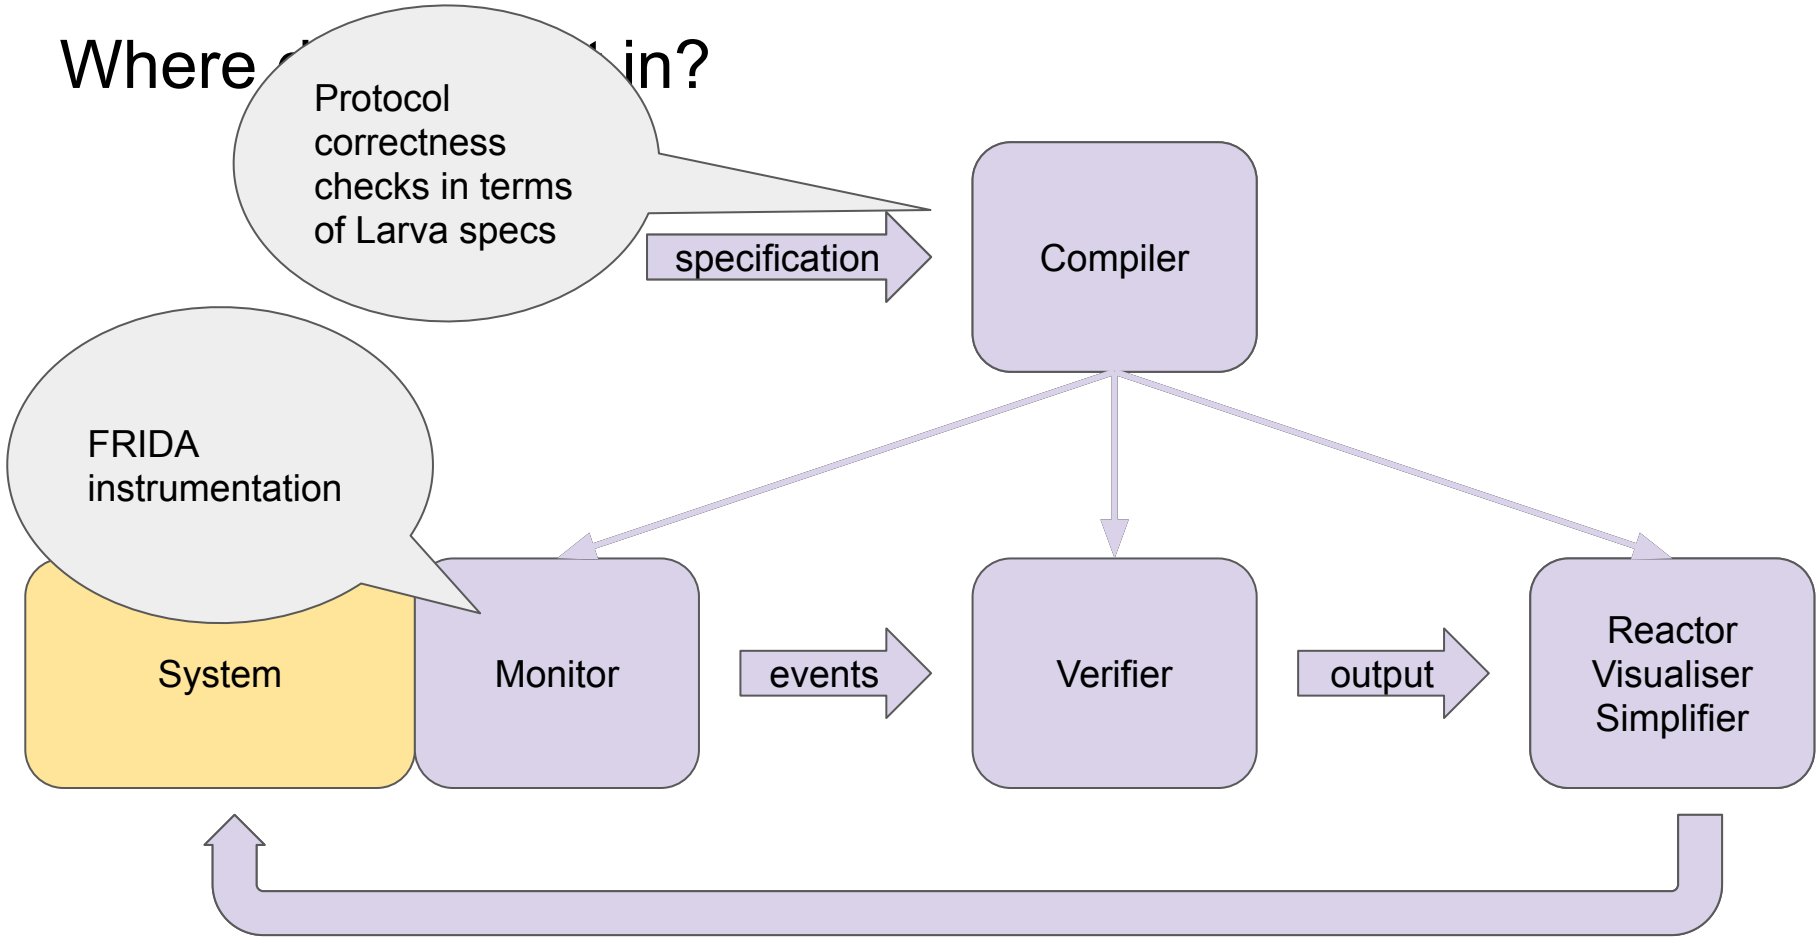 Where in?
Protocol
correctness
checks in terms
of Larva specs
specification
Compiler
FRIDA
instrumentation
System
Monitor
events
Verifier
output
Reactor
Visualiser
Simplifier